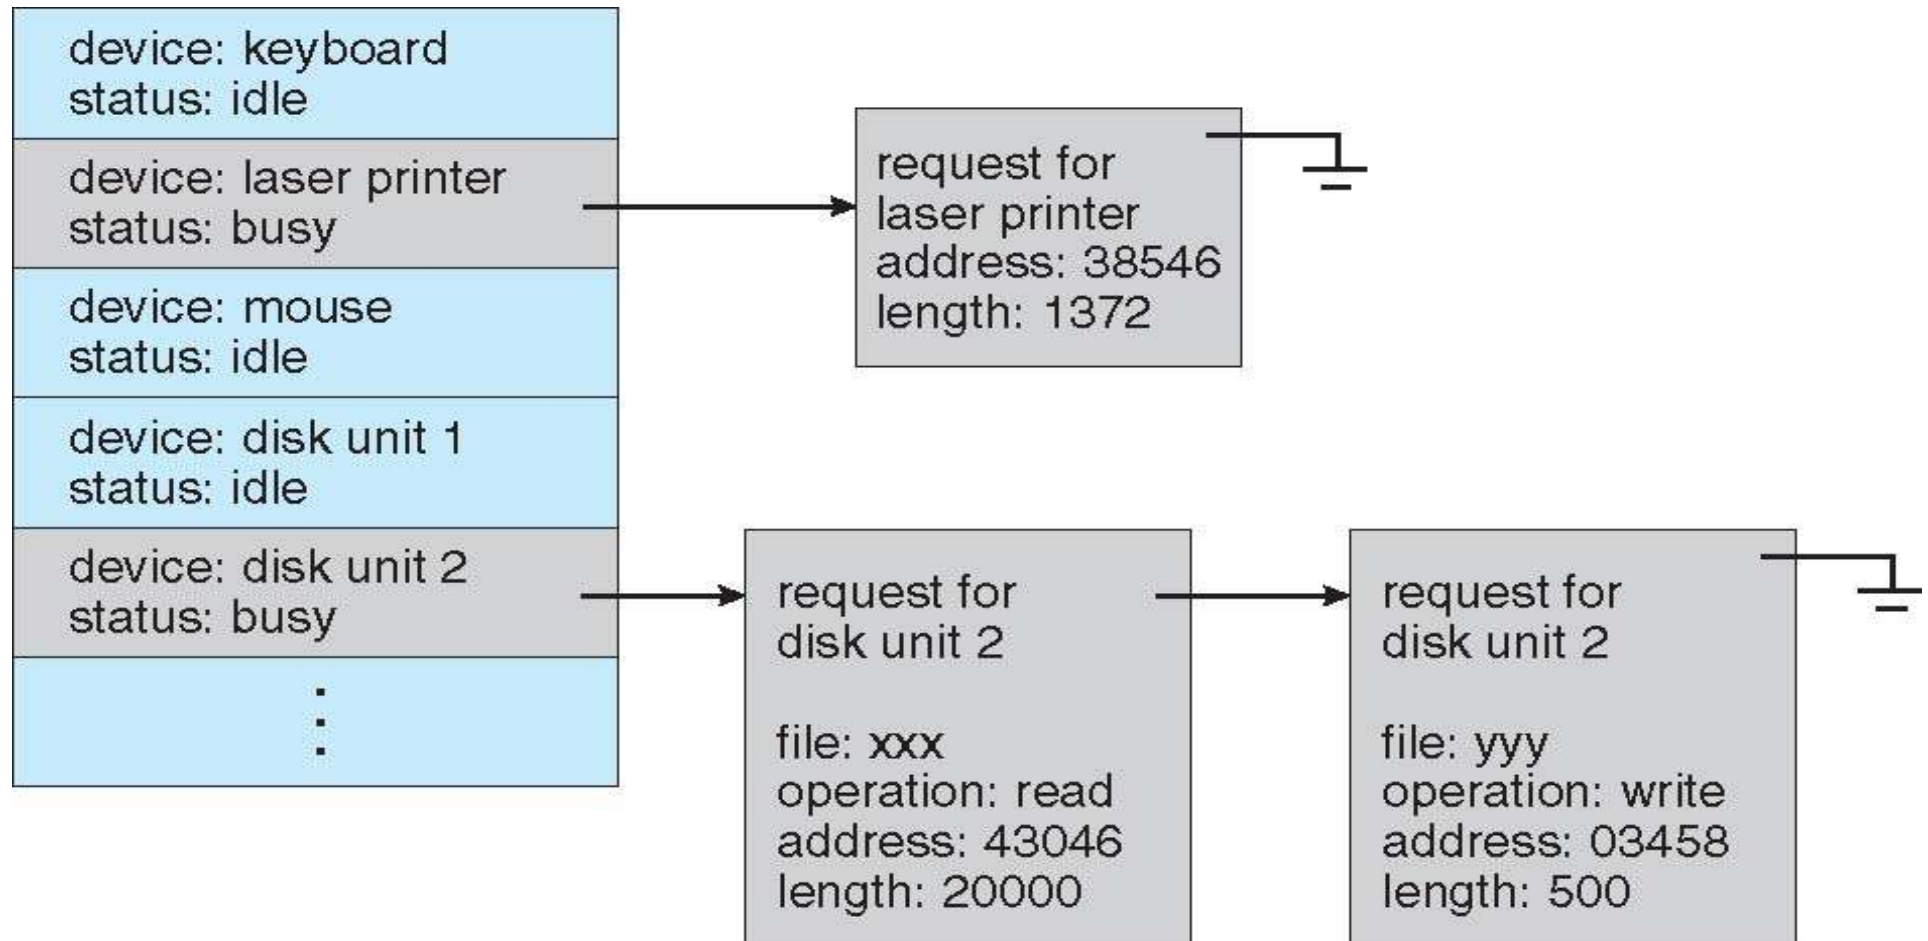 device: keyboard
status: idle
device: laser printer
status: busy
device: mouse
status: idle
device: disk unit 1
status: idle
device: disk unit 2
status: busy
request for
laser printer
address: 38546
length: 1372
request for
disk unit 2
file: xxx
operation: read
address: 43046
length: 20000
request for
disk unit 2
file: yyy
operation: write
address: 03458
length: 500